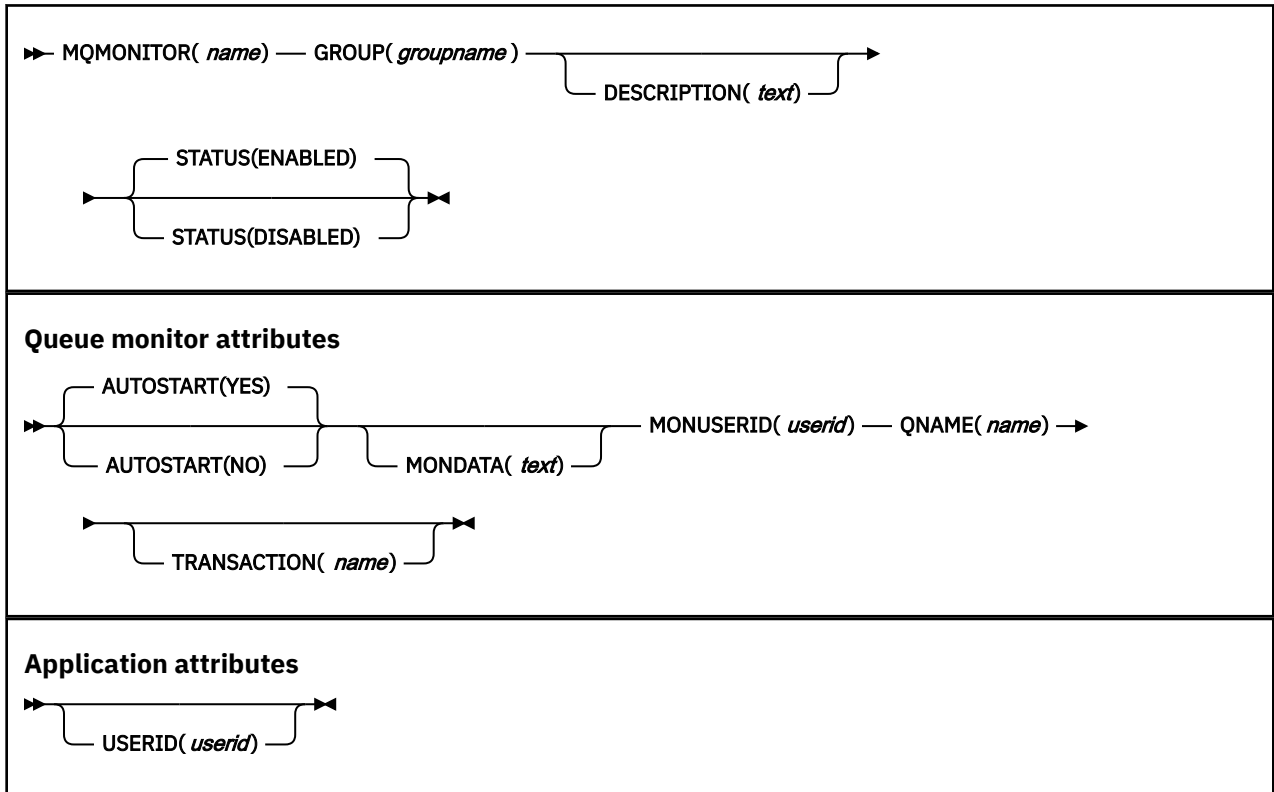 MQMONITOR( name) GROUP( groupname )
DESCRIPTION( text)
STATUS(ENABLED)
STATUS(DISABLED)
Queue monitor attributes
AUTOSTART(YES)
MONUSERID( userid) QNAME( name)
AUTOSTART(NO) MONDATA( text)
TRANSACTION( name)
Application attributes
USERID( userid)